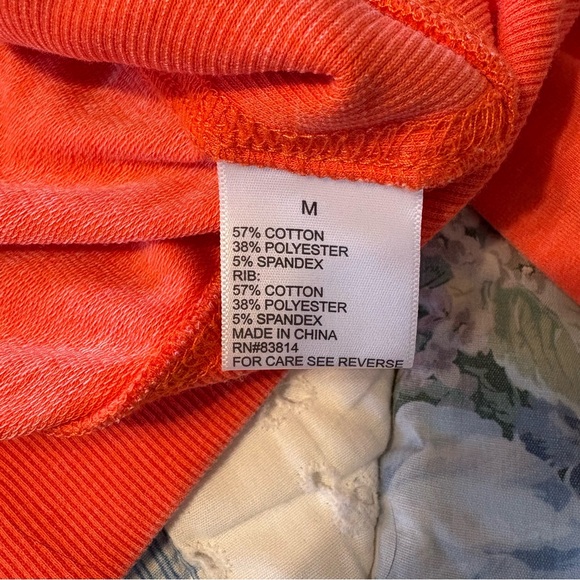 M
57% COTTON
38% POLYESTER
5% SPANDEX
RIB:
57% COTTON
38% POLYESTER
5% SPANDEX
MADE IN CHINA
RN#83814
FOR CARE SEE REVERSE